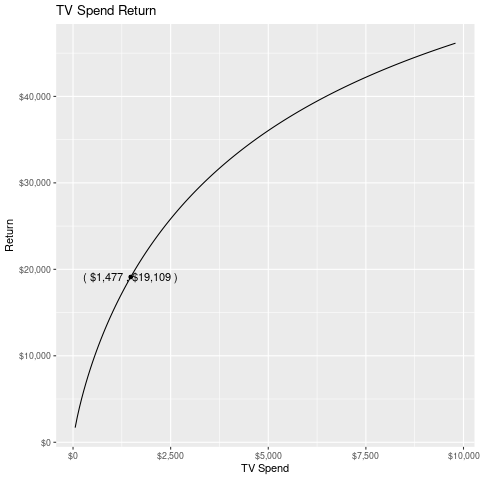 TV Spend Return
$40,000
$30,000
$20,000
$10,000
$0
Return
( $1,477 , $19,109 )
$0 $2,500 $5,000 $7,500 $10,000
TV Spend